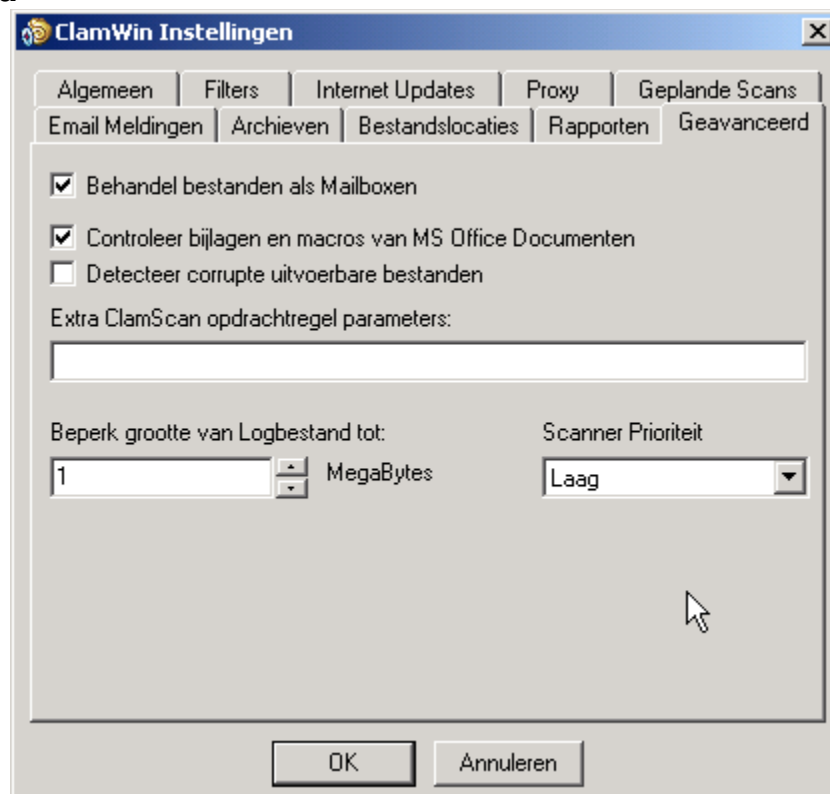 ClamWin Instellingen
Algemeen Filters Internet Updates Proxy Geplande Scans
Email Meldingen Archieven Bestandslocaties Rapporten Geavanceerd
Behandel bestanden als Mailboxen
Controleer bijlagen en macros van MS Office Documenten
Detecteer corrupte uitvoerbare bestanden
Extra ClamScan opdrachtregel parameters:
Beperk grootte van Logbestand tot: Scanner Prioriteit
1 MegaBytes Laag
OK Annuleren